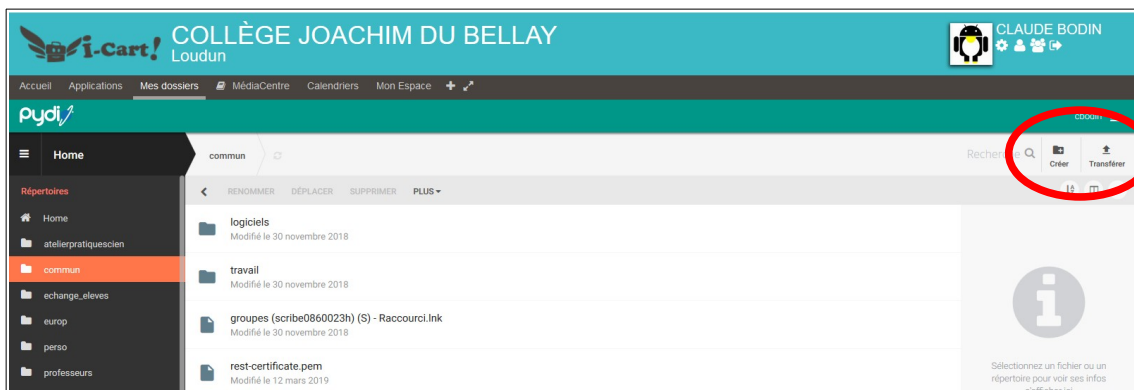 i-Cart!
COLLÈGE JOACHIM DU BELLAY
Loudun
CLAUDE BODIN
Accueil Applications Mes dossiers MédiaCentre Calendriers Mon Espace
pydi
cbodin
Home
commun
Créer
Transférer
Répertoires
RENOMMER DÉPLACER SUPPRIMER PLUS
Home
atelierpratiquescien
commun
echange_eleves
europ
perso
professeurs
logiciels
Modifié le 30 novembre 2018
travail
Modifié le 30 novembre 2018
groupes (scribe0860023h) (S) - Raccourci.lnk
Modifié le 30 novembre 2018
rest-certificate.pem
Modifié le 12 mars 2019
Sélectionnez un fichier ou un
répertoire pour voir ses infos